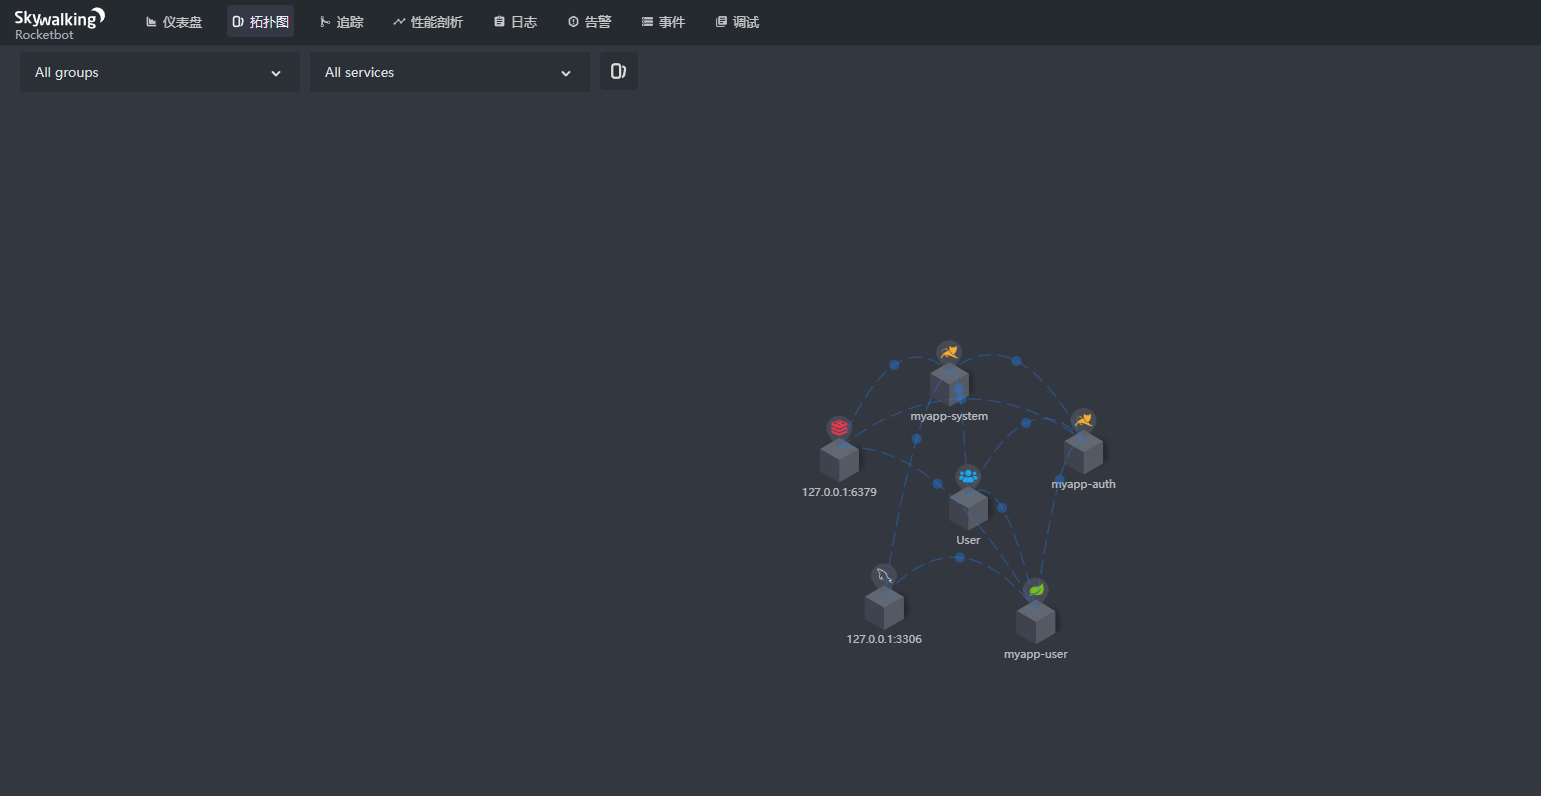 Skywalking
Rocketbot
仪表盘 拓扑图 追踪 性能剖析 日志 告警 事件 调试
All groups All services
myapp-system
myapp-auth
127.0.0.1:6379
User
127.0.0.1:3306
myapp-user